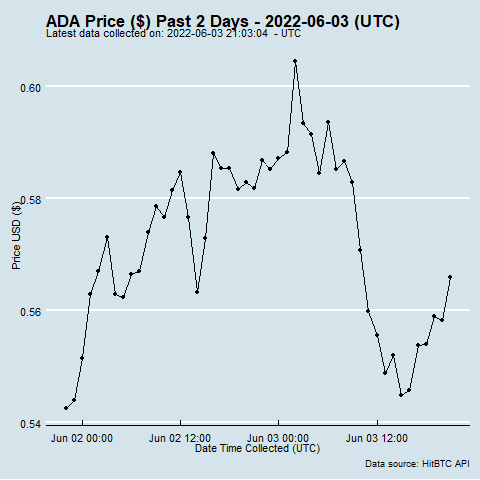 ADA Price ($) Past 2 Days - 2022-06-03 (UTC)
Latest data collected on: 2022-06-03 21:03:04 - UTC
0.60
0.58
0.56
0.54
Price USD ($)
Jun 02 00:00 Jun 02 12:00 Jun 03 00:00 Jun 03 12:00
Date Time Collected (UTC)
Data source: HitBTC API